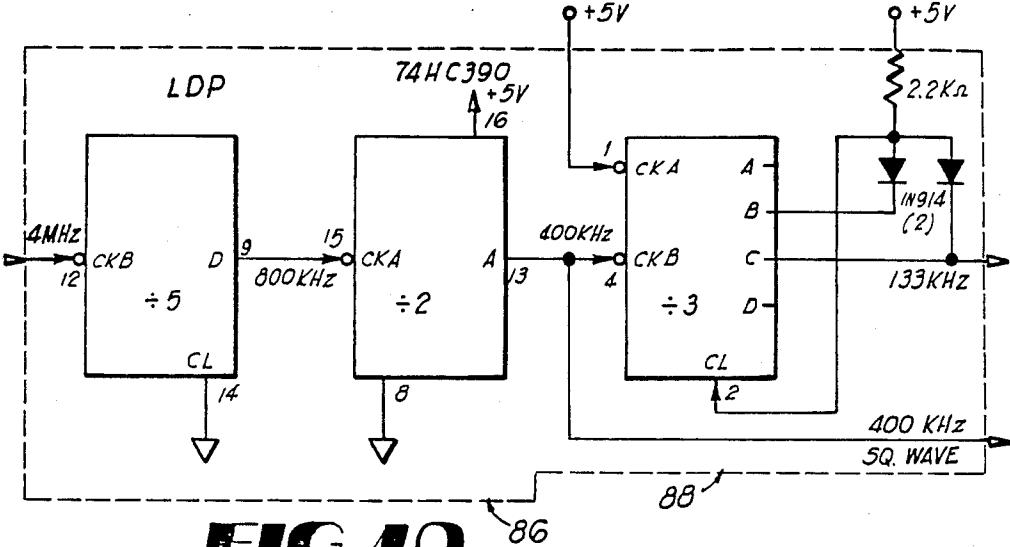 +5V
+5V
LDP
74HC390
+5V
16
2.2KΩ
1
CKA
A
1N914
(2)
B
4MHz
12
CKB
D
9
800KHz
15
CKA
A
13
400KHz
4
CKB
C
133KHz
÷5
÷2
÷3
D
CL
14
8
CL
2
400 KHz
SQ. WAVE
88
86
FIG 40